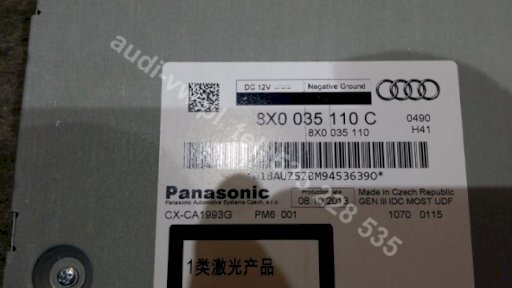 DC 12V
Negative Ground
8X0 035 110 C
0490
8X0 035 110
H41
Panasonic
Panasonic Automotive Systems Czech, s.r.o.
Production Date
08.10.2013
Made in Czech Republic
GEN III IDC MOST UDF
CX-CA1993G
PM6 001
1070 0115
1类激光产品